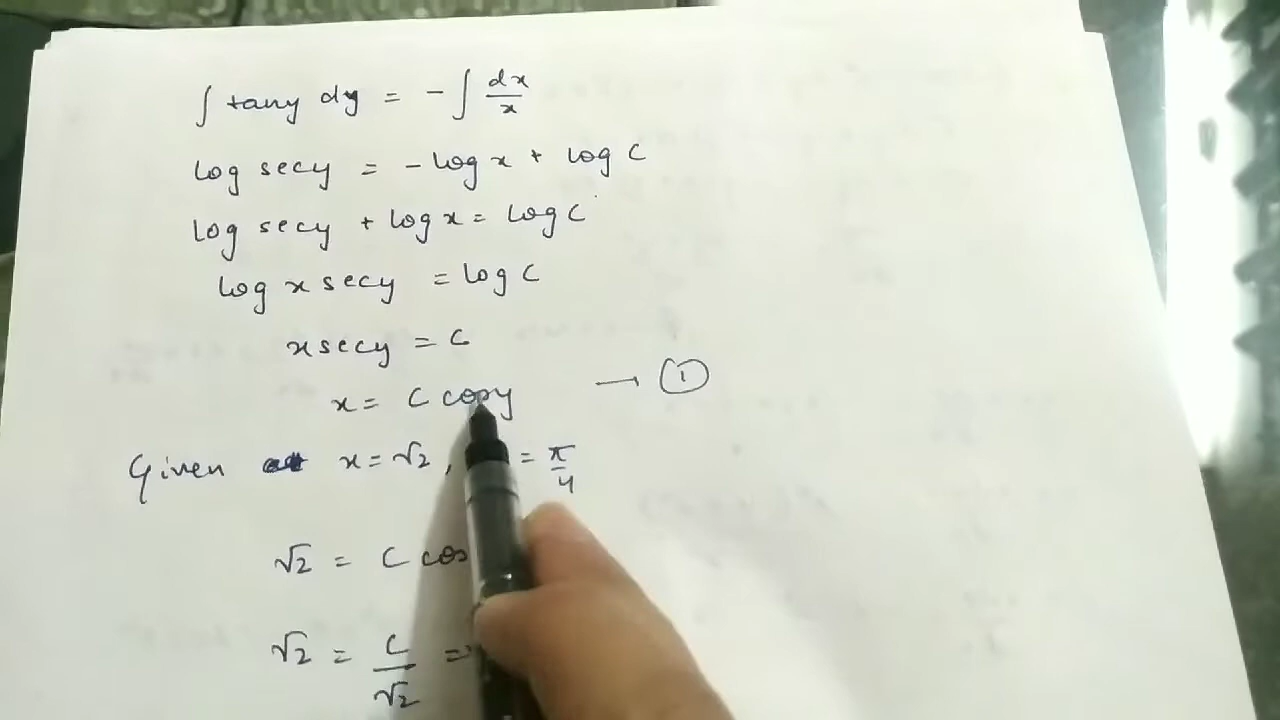 ∫ tany dy = - ∫ dx/x
log secy = - log x + log C
log secy + log x = log C
log x secy = log C
x secy = C
x = C cosy → ①
Given x = √2, = π/4
√2 = C cos
√2 = C/√2 =